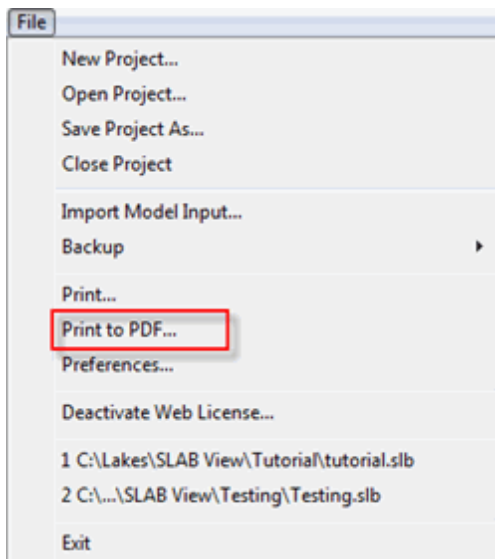 File
New Project...
Open Project...
Save Project As...
Close Project
Import Model Input...
Backup
Print...
Print to PDF...
Preferences...
Deactivate Web License...
1 C:\Lakes\SLAB View\Tutorial\tutorial.slb
2 C:\...\SLAB View\Testing\Testing.slb
Exit